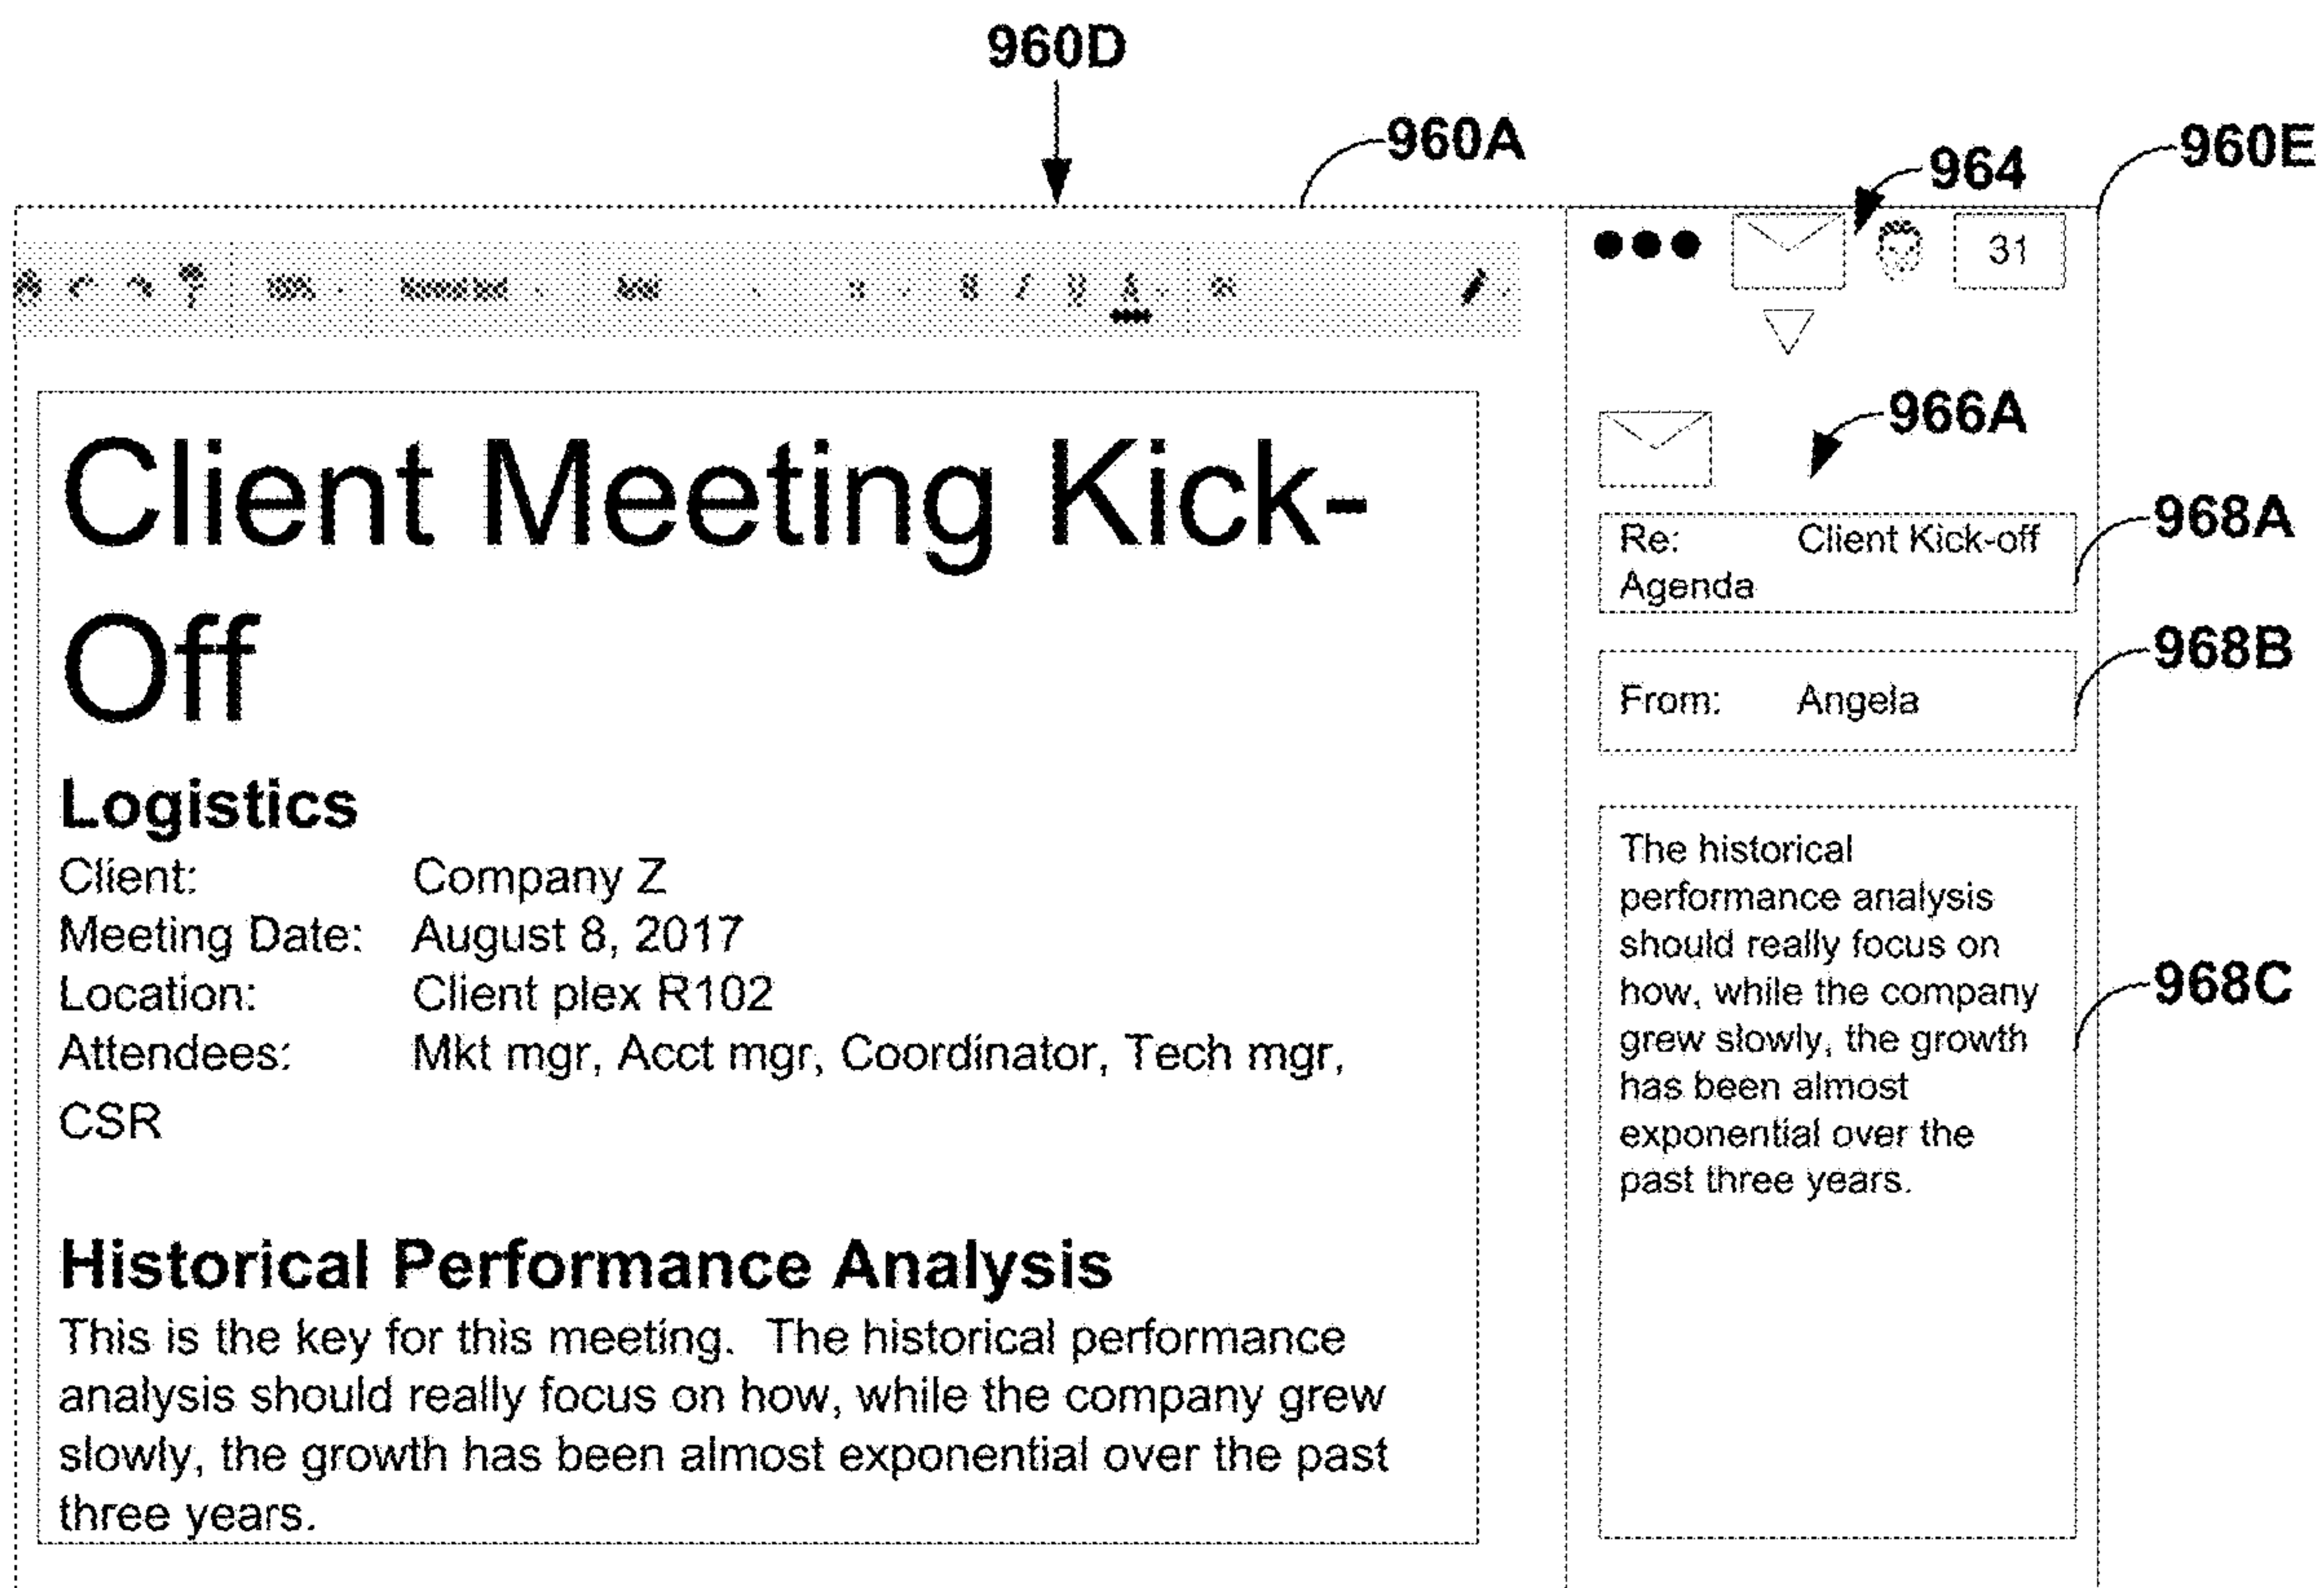 960D
960A
964
960E
31
966A
Client Meeting Kick-
Off
Logistics
Client: Company Z
Meeting Date: August 8, 2017
Location: Client plex R102
Attendees: Mkt mgr, Acct mgr, Coordinator, Tech mgr,
CSR
Historical Performance Analysis
This is the key for this meeting. The historical performance
analysis should really focus on how, while the company grew
slowly, the growth has been almost exponential over the past
three years.
Re: Client Kick-off
Agenda
968A
From: Angela
968B
The historical
performance analysis
should really focus on
how, while the company
grew slowly, the growth
has been almost
exponential over the
past three years.
968C